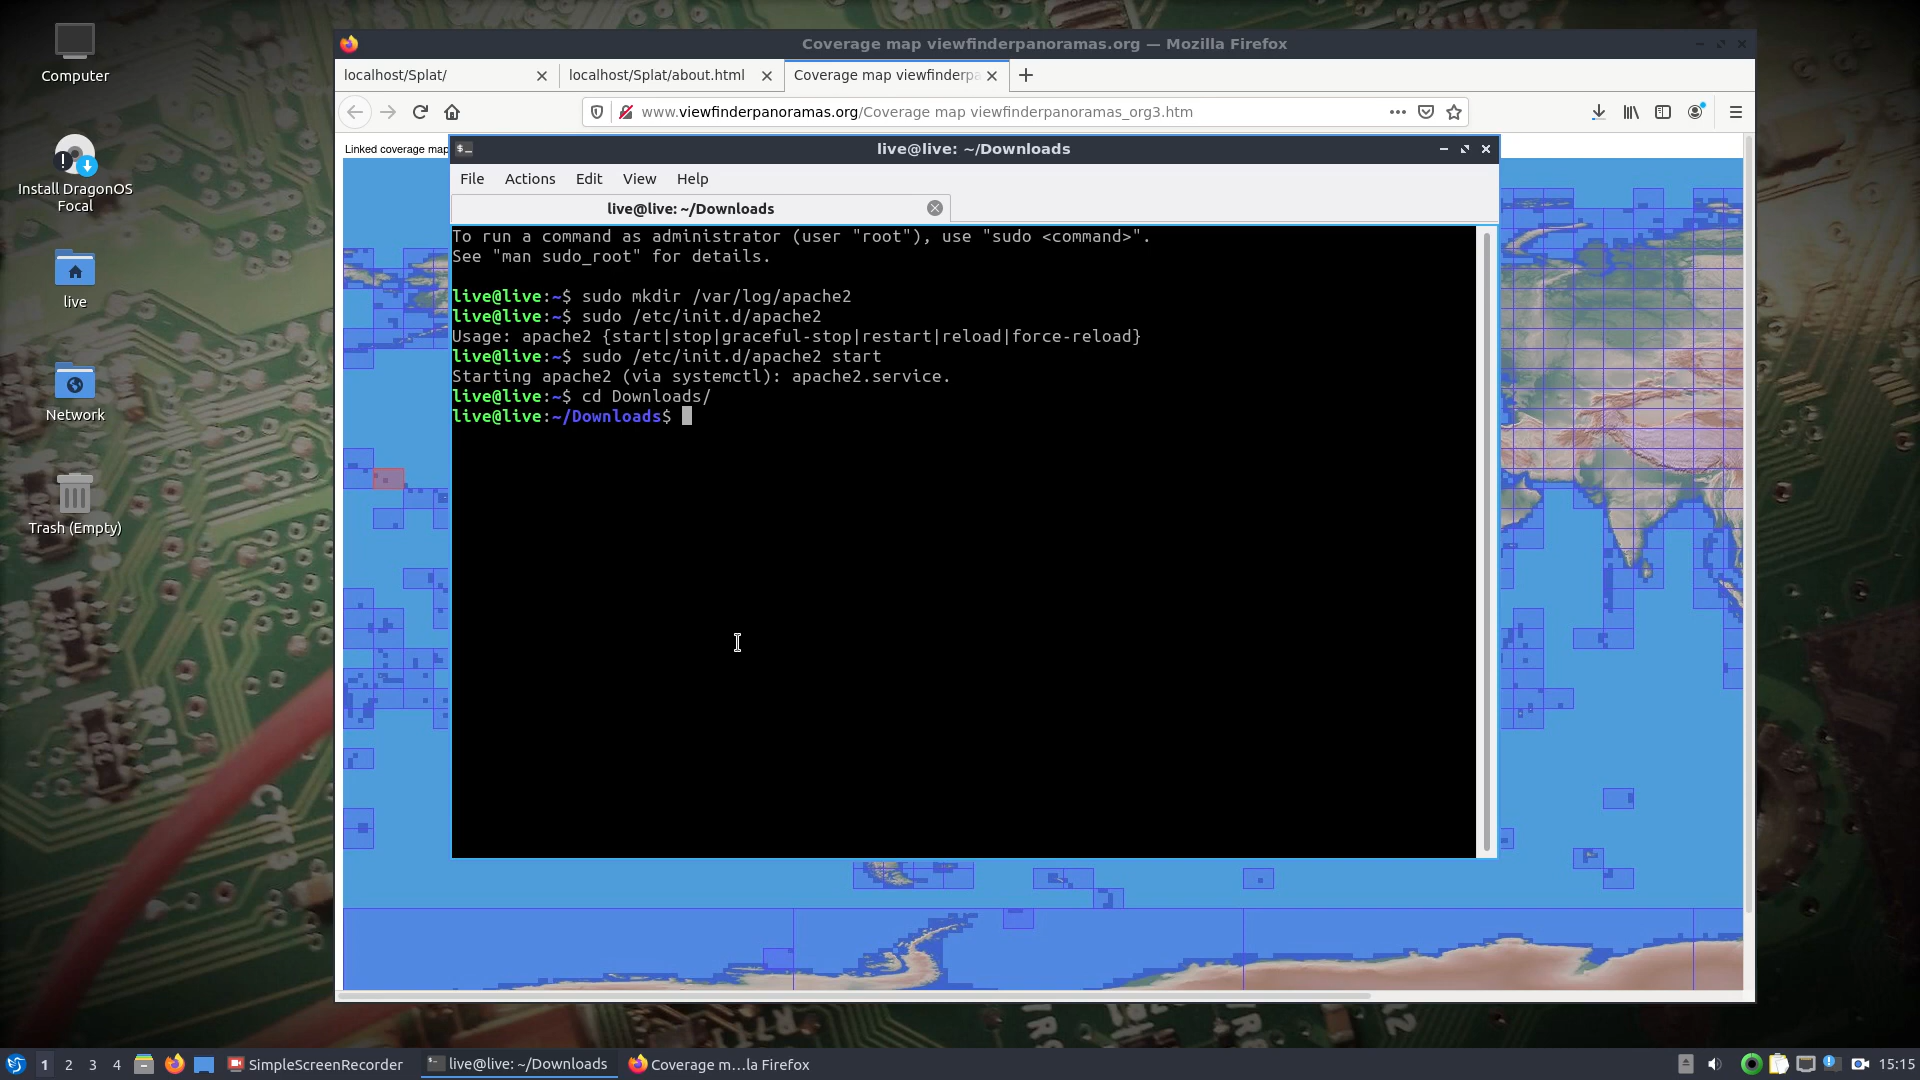 Computer
Install DragonOS
Focal
live
Network
Trash (Empty)
Coverage map viewfinderpanoramas.org — Mozilla Firefox
localhost/Splat/
localhost/Splat/about.html
Coverage map viewfinderpa
www.viewfinderpanoramas.org/Coverage map viewfinderpanoramas_org3.htm
Linked coverage map
live@live: ~/Downloads
File Actions Edit View Help
live@live: ~/Downloads
To run a command as administrator (user "root"), use "sudo <command>".
See "man sudo_root" for details.
live@live:~$ sudo mkdir /var/log/apache2
live@live:~$ sudo /etc/init.d/apache2
Usage: apache2 {start|stop|graceful-stop|restart|reload|force-reload}
live@live:~$ sudo /etc/init.d/apache2 start
Starting apache2 (via systemctl): apache2.service.
live@live:~$ cd Downloads/
live@live:~/Downloads$
1 2 3 4 SimpleScreenRecorder live@live: ~/Downloads Coverage m...la Firefox 15:15